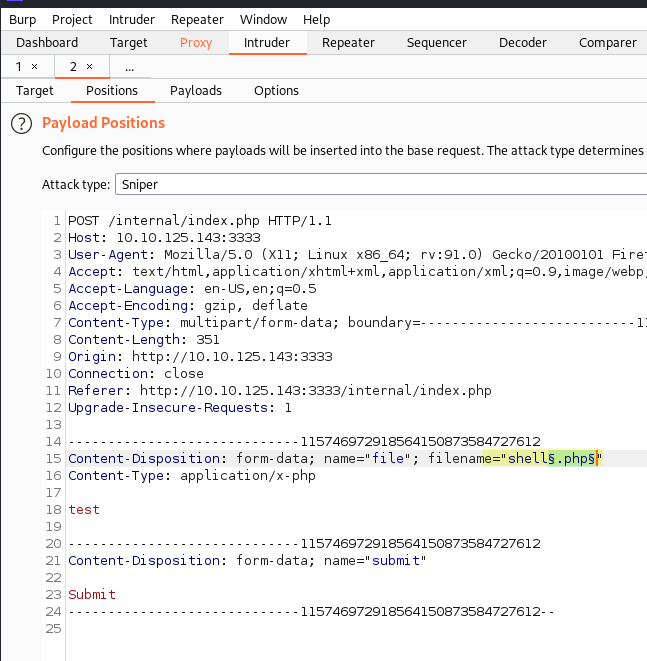 Burp Project Intruder Repeater Window Help
Dashboard Target Proxy Intruder Repeater Sequencer Decoder Comparer
1 × 2 × ...
Target Positions Payloads Options
? Payload Positions
Configure the positions where payloads will be inserted into the base request. The attack type determines
Attack type: Sniper
1 POST /internal/index.php HTTP/1.1
2 Host: 10.10.125.143:3333
3 User-Agent: Mozilla/5.0 (X11; Linux x86_64; rv:91.0) Gecko/20100101 Firef
4 Accept: text/html,application/xhtml+xml,application/xml;q=0.9,image/webp,
5 Accept-Language: en-US,en;q=0.5
6 Accept-Encoding: gzip, deflate
7 Content-Type: multipart/form-data; boundary=---------------------------11
8 Content-Length: 351
9 Origin: http://10.10.125.143:3333
10 Connection: close
11 Referer: http://10.10.125.143:3333/internal/index.php
12 Upgrade-Insecure-Requests: 1
13
14 -----------------------------115746972918564150873584727612
15 Content-Disposition: form-data; name="file"; filename="shell§.php§"
16 Content-Type: application/x-php
17
18 test
19
20 -----------------------------115746972918564150873584727612
21 Content-Disposition: form-data; name="submit"
22
23 Submit
24 -----------------------------115746972918564150873584727612--
25